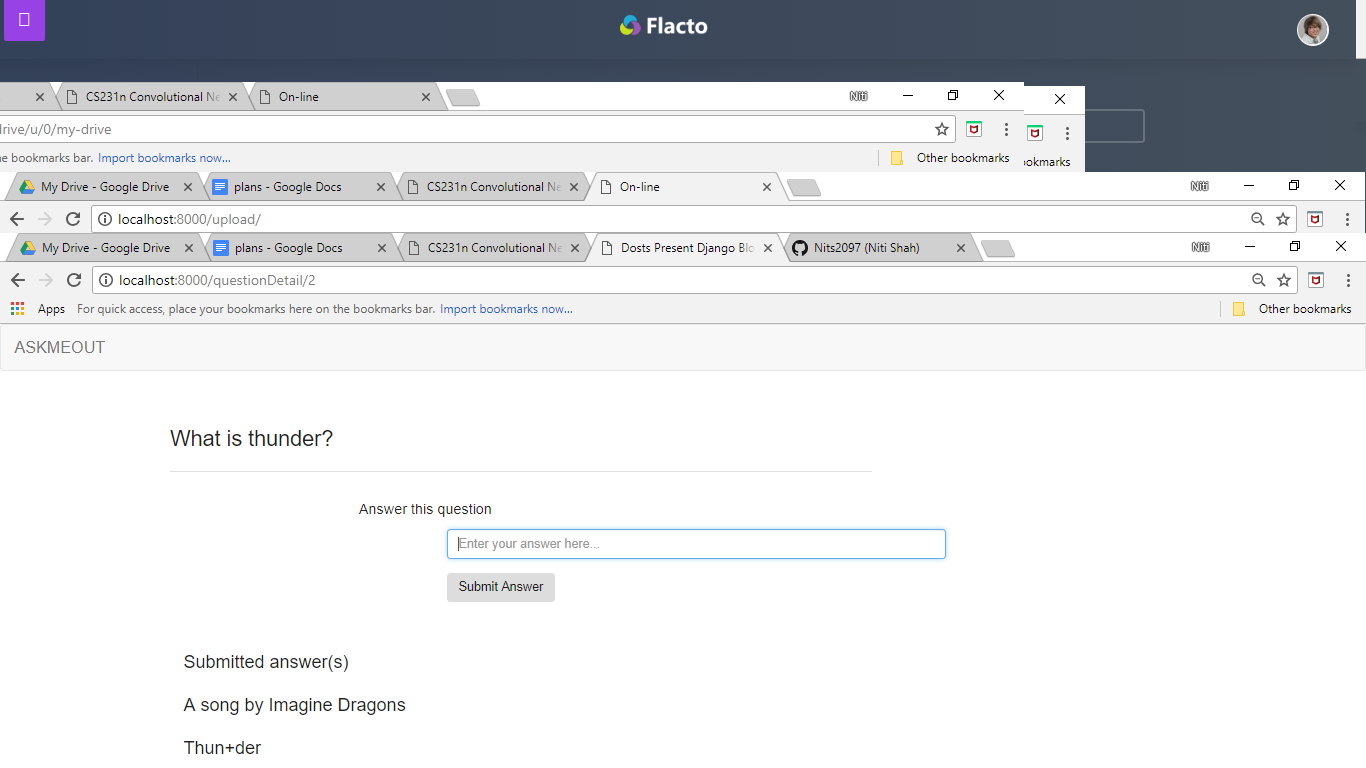 Flacto
CS231n Convolutional Ne
On-line
Niti
drive/u/0/my-drive
he bookmarks bar. Import bookmarks now...
Other bookmarks
ookmarks
My Drive - Google Drive
plans - Google Docs
CS231n Convolutional Ne
On-line
Niti
localhost:8000/upload/
My Drive - Google Drive
plans - Google Docs
CS231n Convolutional Ne
Dosts Present Django Blo
Nits2097 (Niti Shah)
Niti
localhost:8000/questionDetail/2
Apps
For quick access, place your bookmarks here on the bookmarks bar. Import bookmarks now...
Other bookmarks
ASKMEOUT
What is thunder?
Answer this question
Enter your answer here...
Submit Answer
Submitted answer(s)
A song by Imagine Dragons
Thun+der